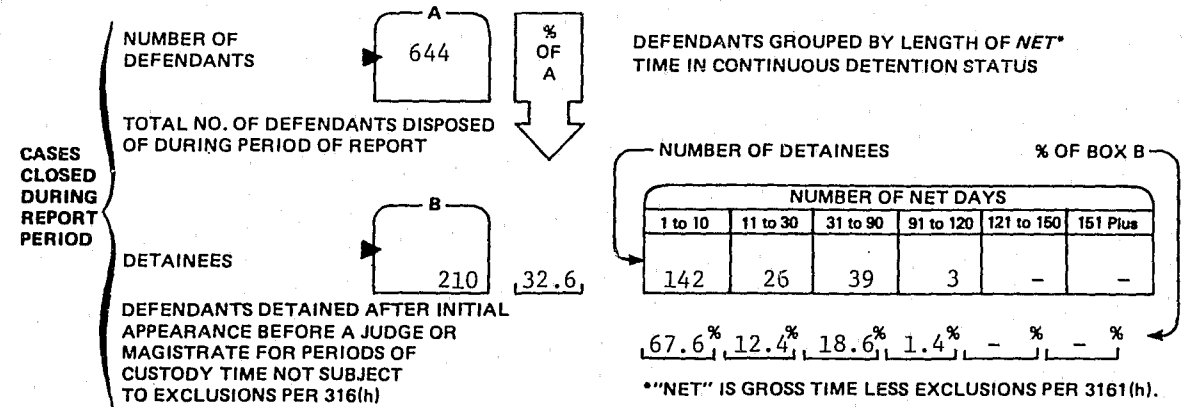 CASES
CLOSED
DURING
REPORT
PERIOD
NUMBER OF
DEFENDANTS
A
644
%
OF
A
TOTAL NO. OF DEFENDANTS DISPOSED
OF DURING PERIOD OF REPORT
DETAINEES
B
210
32.6
DEFENDANTS DETAINED AFTER INITIAL
APPEARANCE BEFORE A JUDGE OR
MAGISTRATE FOR PERIODS OF
CUSTODY TIME NOT SUBJECT
TO EXCLUSIONS PER 316(h)
DEFENDANTS GROUPED BY LENGTH OF NET*
TIME IN CONTINUOUS DETENTION STATUS
NUMBER OF DETAINEES % OF BOX B
NUMBER OF NET DAYS
1 to 10 11 to 30 31 to 90 91 to 120 121 to 150 151 Plus
142 26 39 3 – –
67.6% 12.4% 18.6% 1.4% – % – %
*"NET" IS GROSS TIME LESS EXCLUSIONS PER 3161(h).